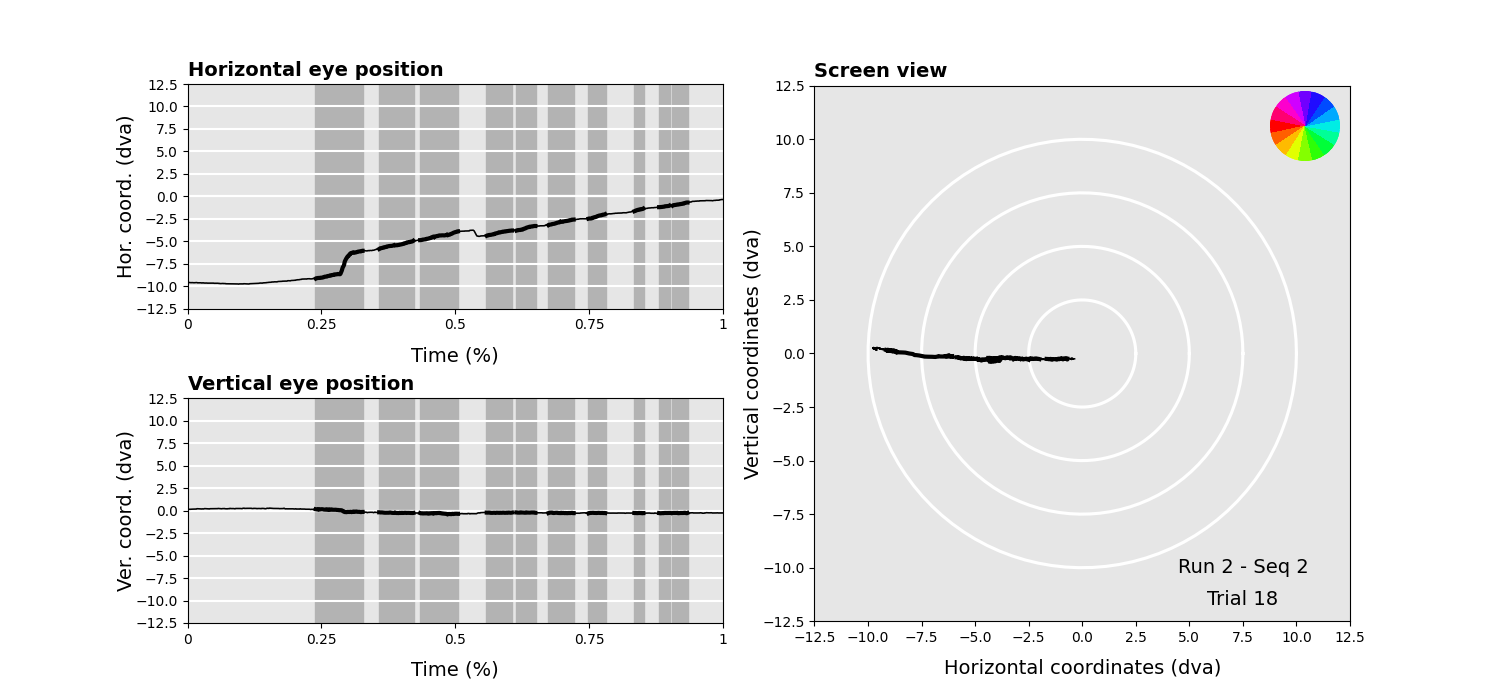 Horizontal eye position
Hor. coord. (dva)
12.5
10.0
7.5
5.0
2.5
0.0
−2.5
−5.0
−7.5
−10.0
−12.5
0 0.25 0.5 0.75 1
Time (%)
Vertical eye position
Ver. coord. (dva)
12.5
10.0
7.5
5.0
2.5
0.0
−2.5
−5.0
−7.5
−10.0
−12.5
0 0.25 0.5 0.75 1
Time (%)
Screen view
Vertical coordinates (dva)
12.5
10.0
7.5
5.0
2.5
0.0
−2.5
−5.0
−7.5
−10.0
−12.5
Run 2 - Seq 2
Trial 18
−12.5 −10.0 −7.5 −5.0 −2.5 0.0 2.5 5.0 7.5 10.0 12.5
Horizontal coordinates (dva)